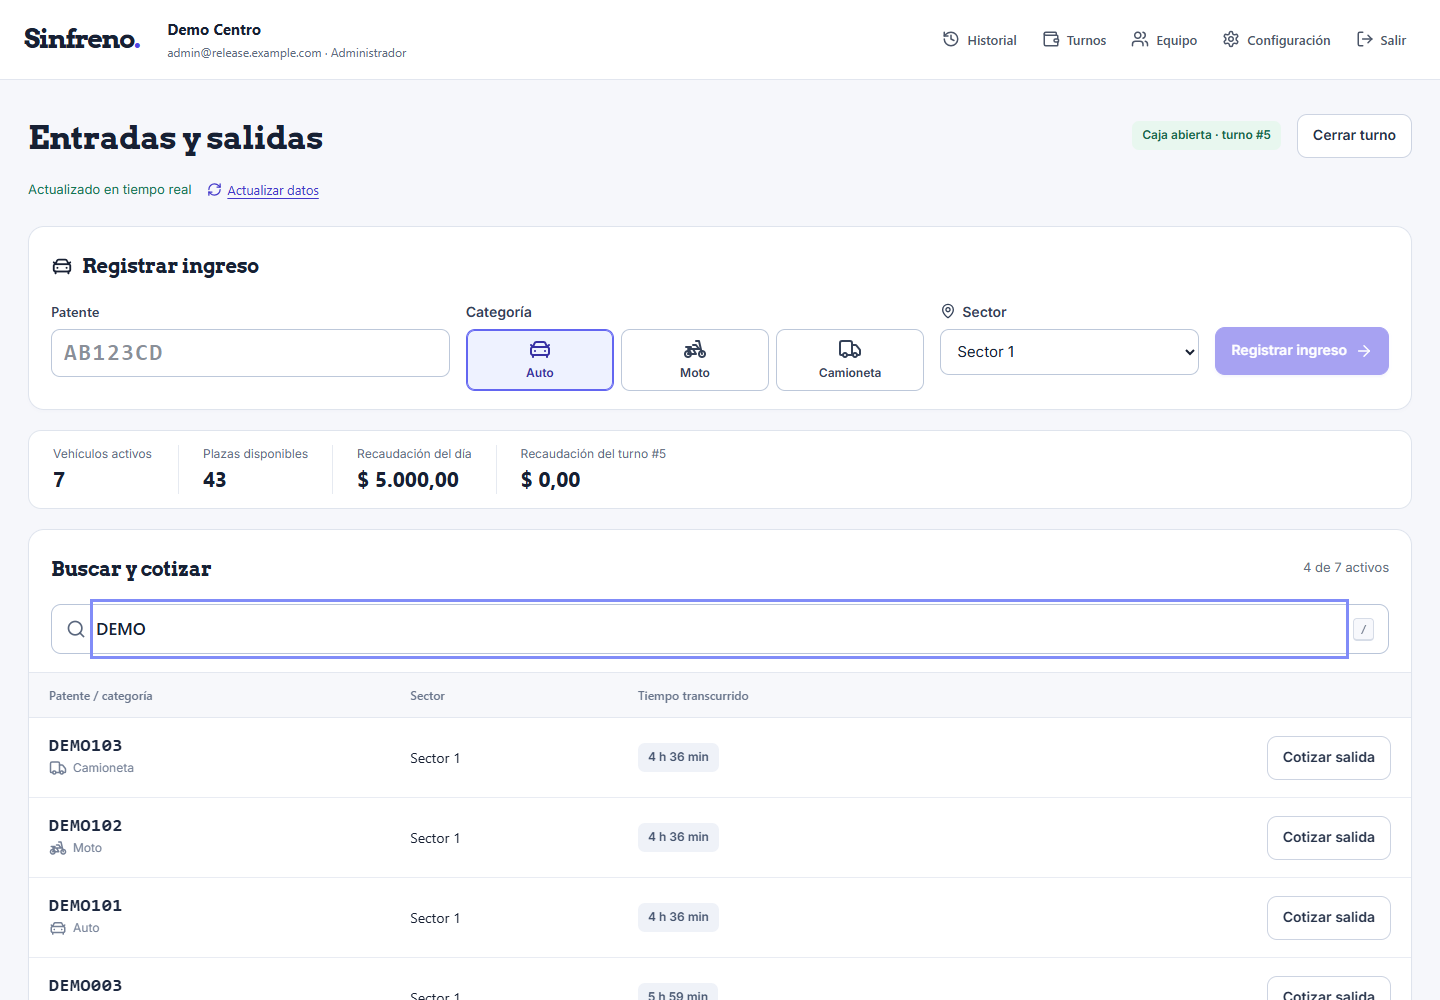 Sinfreno.
Demo Centro
admin@release.example.com · Administrador
Historial
Turnos
Equipo
Configuración
Salir
Entradas y salidas
Caja abierta · turno #5
Cerrar turno
Actualizado en tiempo real
Actualizar datos
Registrar ingreso
Patente
Categoría
Sector
AB123CD
Auto
Moto
Camioneta
Sector 1
Registrar ingreso
Vehículos activos
7
Plazas disponibles
43
Recaudación del día
$ 5.000,00
Recaudación del turno #5
$ 0,00
Buscar y cotizar
4 de 7 activos
DEMO
/
Patente / categoría
Sector
Tiempo transcurrido
DEMO103
Camioneta
Sector 1
4 h 36 min
Cotizar salida
DEMO102
Moto
Sector 1
4 h 36 min
Cotizar salida
DEMO101
Auto
Sector 1
4 h 36 min
Cotizar salida
DEMO003
Sector 1
5 h 59 min
Cotizar salida